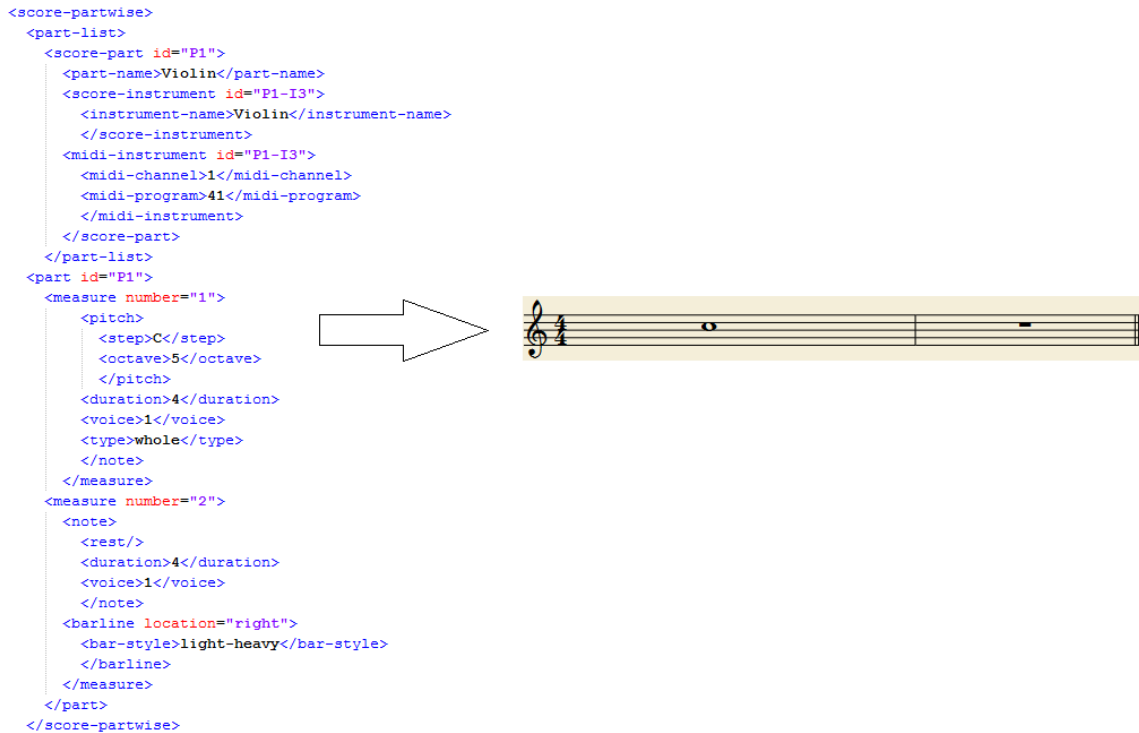 <score-partwise>
<part-list>
<score-part id="P1">
<part-name>Violin</part-name>
<score-instrument id="P1-I3">
<instrument-name>Violin</instrument-name>
</score-instrument>
<midi-instrument id="P1-I3">
<midi-channel>1</midi-channel>
<midi-program>41</midi-program>
</midi-instrument>
</score-part>
</part-list>
<part id="P1">
<measure number="1">
<pitch>
<step>C</step>
<octave>5</octave>
</pitch>
<duration>4</duration>
<voice>1</voice>
<type>whole</type>
</note>
</measure>
<measure number="2">
<note>
<rest/>
<duration>4</duration>
<voice>1</voice>
</note>
<barline location="right">
<bar-style>light-heavy</bar-style>
</barline>
</measure>
</part>
</score-partwise>
4
4